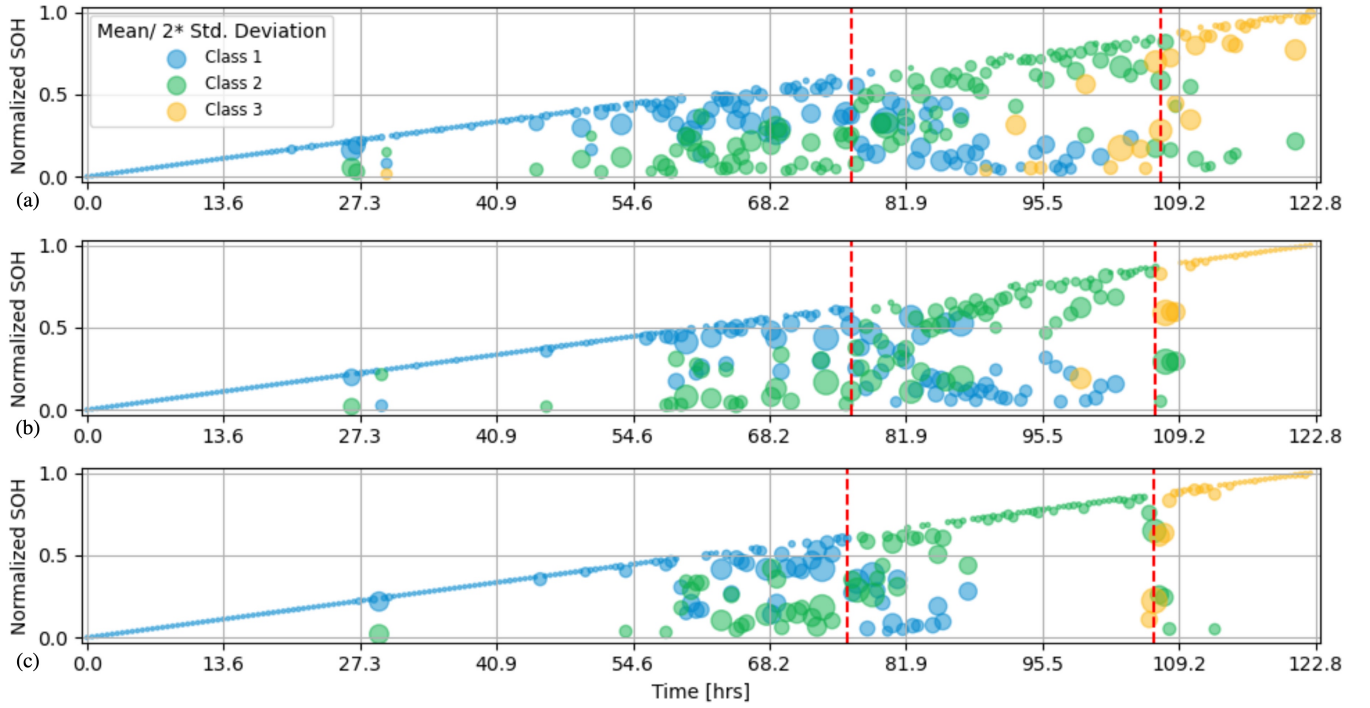 Normalized SOH
1.0
0.5
0.0
Mean/ 2* Std. Deviation
Class 1
Class 2
Class 3
(a)
0.0 13.6 27.3 40.9 54.6 68.2 81.9 95.5 109.2 122.8
Normalized SOH
1.0
0.5
0.0
(b)
0.0 13.6 27.3 40.9 54.6 68.2 81.9 95.5 109.2 122.8
Normalized SOH
1.0
0.5
0.0
(c)
0.0 13.6 27.3 40.9 54.6 68.2 81.9 95.5 109.2 122.8
Time [hrs]